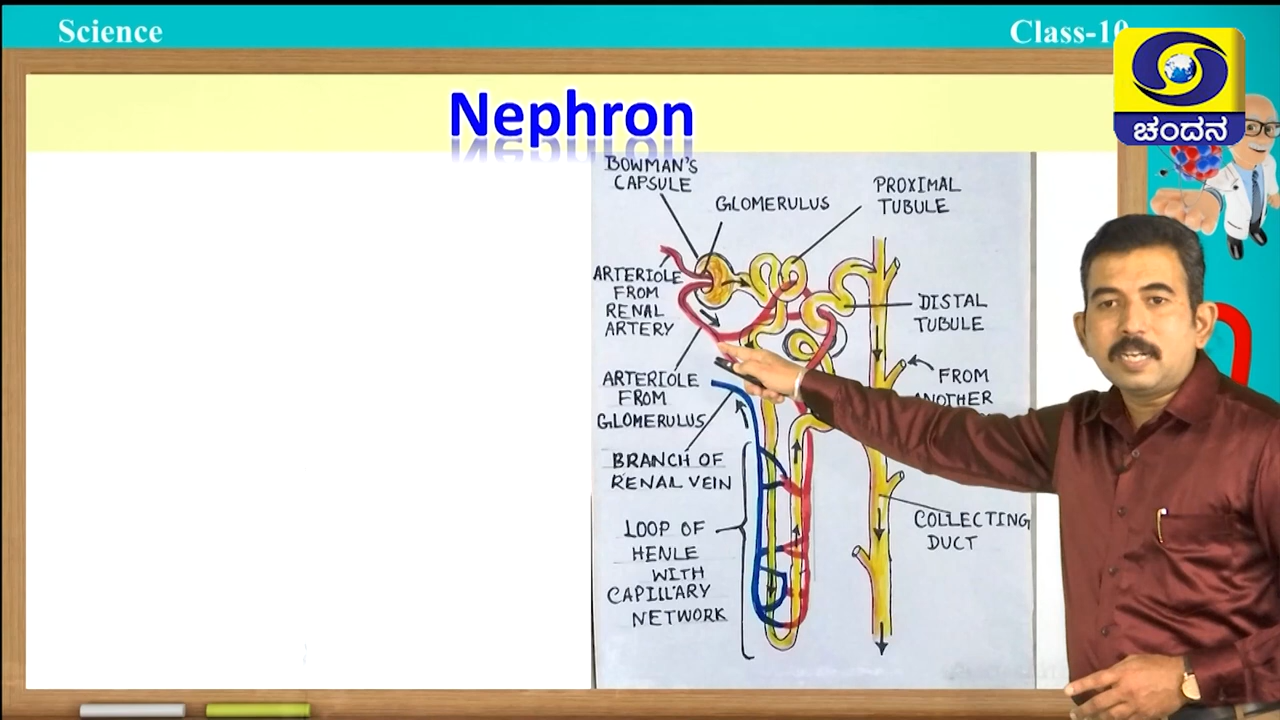 Science
Class-10
ಚಂದನ
Nephron
BOWMAN'S
CAPSULE
GLOMERULUS
PROXIMAL
TUBULE
ARTERIOLE
FROM
RENAL
ARTERY
DISTAL
TUBULE
ARTERIOLE
FROM
GLOMERULUS
FROM
ANOTHER
BRANCH OF
RENAL VEIN
COLLECTING
DUCT
LOOP OF
HENLE
WITH
CAPILLARY
NETWORK